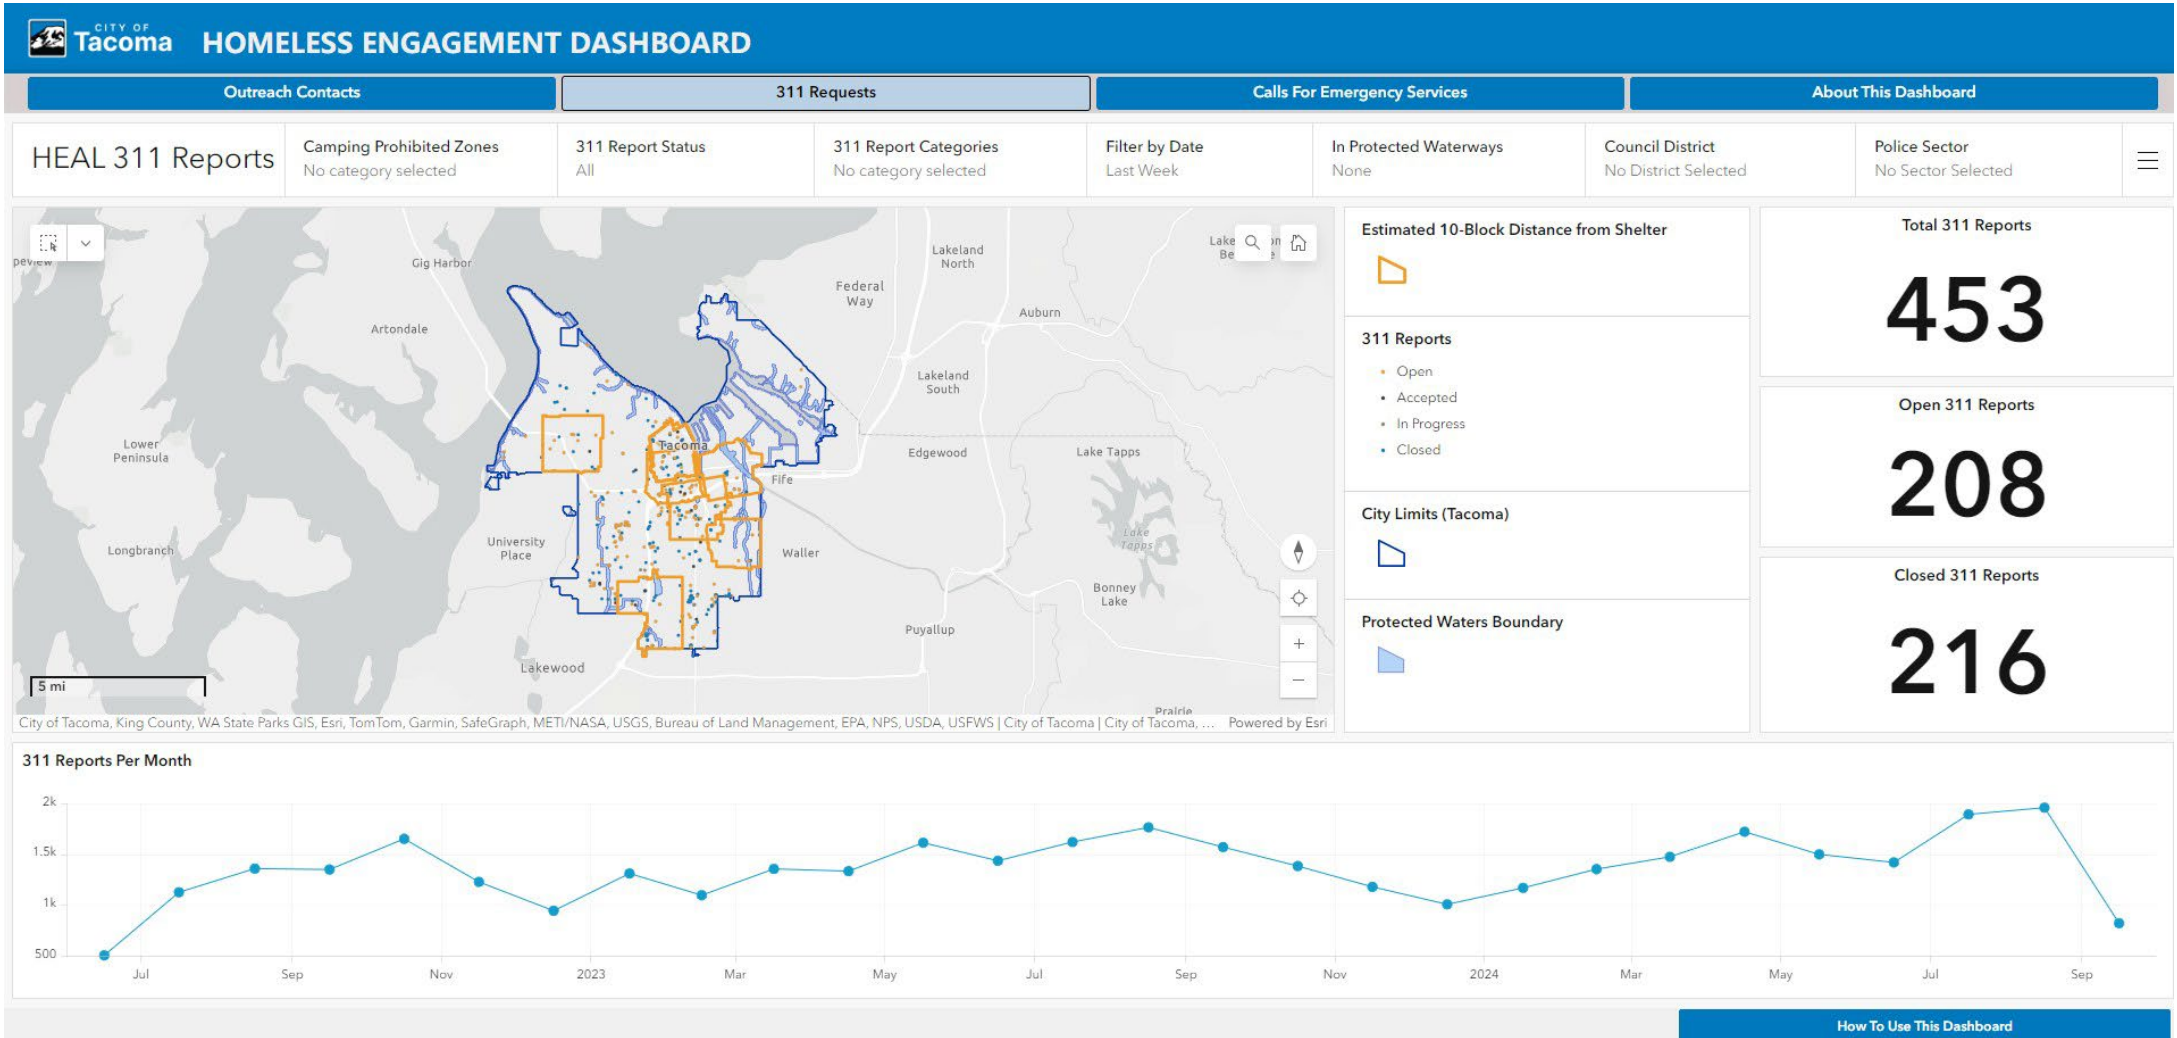 CITY OF
Tacoma
HOMELESS ENGAGEMENT DASHBOARD
Outreach Contacts
311 Requests
Calls For Emergency Services
About This Dashboard
HEAL 311 Reports
Camping Prohibited Zones
No category selected
311 Report Status
All
311 Report Categories
No category selected
Filter by Date
Last Week
In Protected Waterways
None
Council District
No District Selected
Police Sector
No Sector Selected
Gig Harbor
Lakeland
North
Lake
Federal
Way
Auburn
Artondale
Lakeland
South
Lower
Peninsula
Tacoma
Edgewood
Lake Tapps
Fife
Longbranch
University
Place
Waller
Lake
Tapps
Bonney
Lake
Puyallup
Lakewood
Prairie
5 mi
City of Tacoma, King County, WA State Parks GIS, Esri, TomTom, Garmin, SafeGraph, METI/NASA, USGS, Bureau of Land Management, EPA, NPS, USDA, USFWS | City of Tacoma | City of Tacoma, ...
Powered by Esri
Estimated 10-Block Distance from Shelter
311 Reports
Open
Accepted
In Progress
Closed
City Limits (Tacoma)
Protected Waters Boundary
Total 311 Reports
453
Open 311 Reports
208
Closed 311 Reports
216
311 Reports Per Month
2k
1.5k
1k
500
Jul
Sep
Nov
2023
Mar
May
Jul
Sep
Nov
2024
Mar
May
Jul
Sep
How To Use This Dashboard